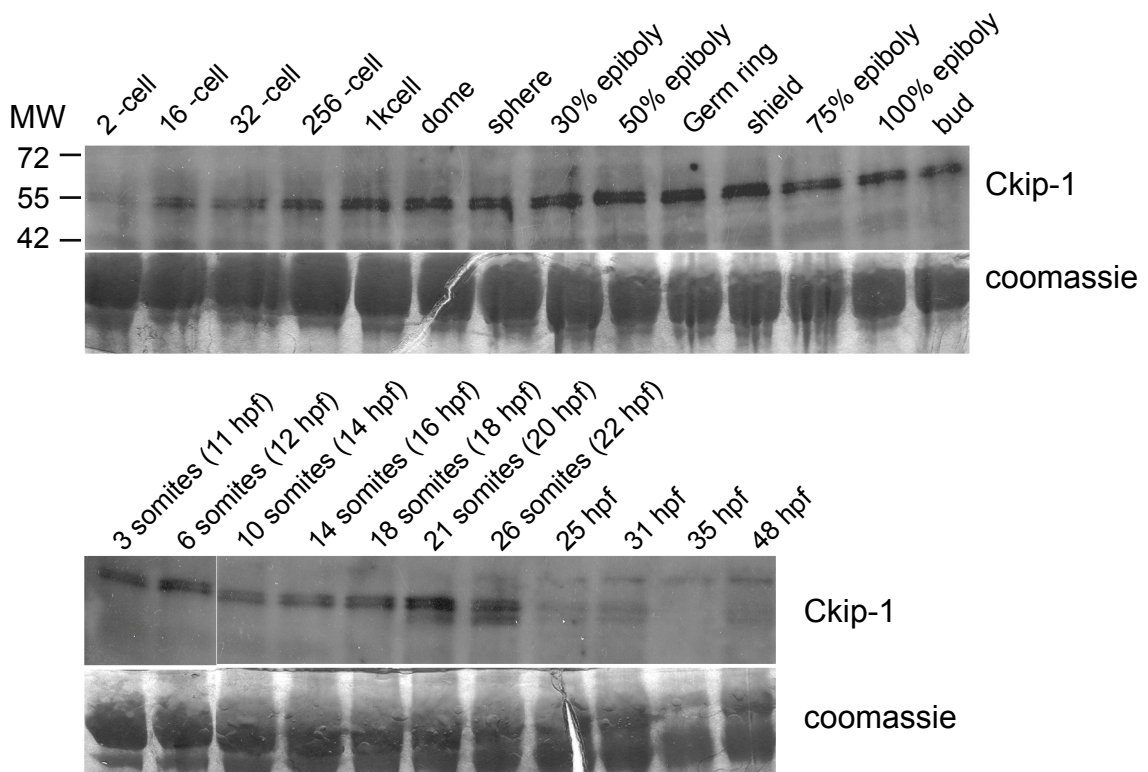 MW
2 -cell
16 -cell
32 -cell
256 -cell
1kcell
dome
sphere
30% epiboly
50% epiboly
Germ ring
shield
75% epiboly
100% epiboly
bud
72
55
42
Ckip-1
coomassie
3 somites (11 hpf)
6 somites (12 hpf)
10 somites (14 hpf)
14 somites (16 hpf)
18 somites (18 hpf)
21 somites (20 hpf)
26 somites (22 hpf)
25 hpf
31 hpf
35 hpf
48 hpf
Ckip-1
coomassie